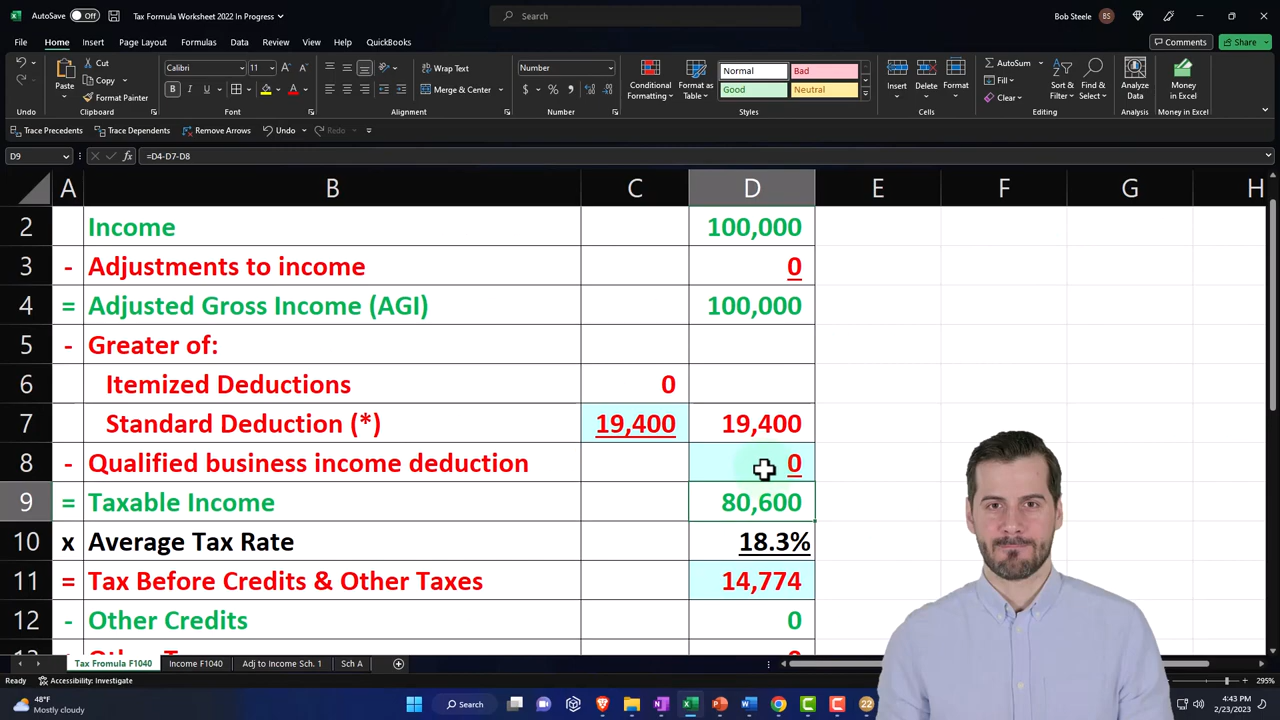 AutoSave Off Tax Formula Worksheet 2022 In Progress Search Bob Steele BS
File Home Insert Page Layout Formulas Data Review View Help QuickBooks Comments Share
Paste Cut Copy Format Painter Calibri 11 Wrap Text Merge & Center Number Conditional Formatting Format as Table Normal Bad Good Neutral Insert Delete Format AutoSum Fill Clear Sort & Filter Find & Select Analyze Data Money in Excel
Undo Clipboard Font Alignment Number Styles Cells Editing Analysis Money in Excel
Trace Precedents Trace Dependents Remove Arrows Undo Redo
D9 fx =D4-D7-D8
A B C D E F G H
2 Income 100,000
3 - Adjustments to income 0
4 = Adjusted Gross Income (AGI) 100,000
5 - Greater of:
6 Itemized Deductions 0
7 Standard Deduction (*) 19,400 19,400
8 - Qualified business income deduction 0
9 = Taxable Income 80,600
10 x Average Tax Rate 18.3%
11 = Tax Before Credits & Other Taxes 14,774
12 - Other Credits 0
Tax Fromula F1040 Income F1040 Adj to Income Sch. 1 Sch A
Ready Accessibility: Investigate 295%
48°F
Mostly cloudy
Search 22
4:43 PM
2/23/2023